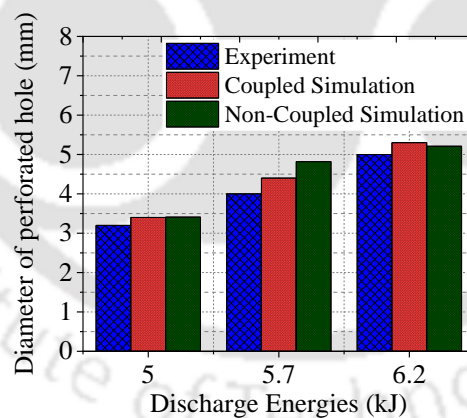 Diameter of perforated hole (mm)
8
7
6
5
4
3
2
1
0
Experiment
Coupled Simulation
Non-Coupled Simulation
5 5.7 6.2
Discharge Energies (kJ)